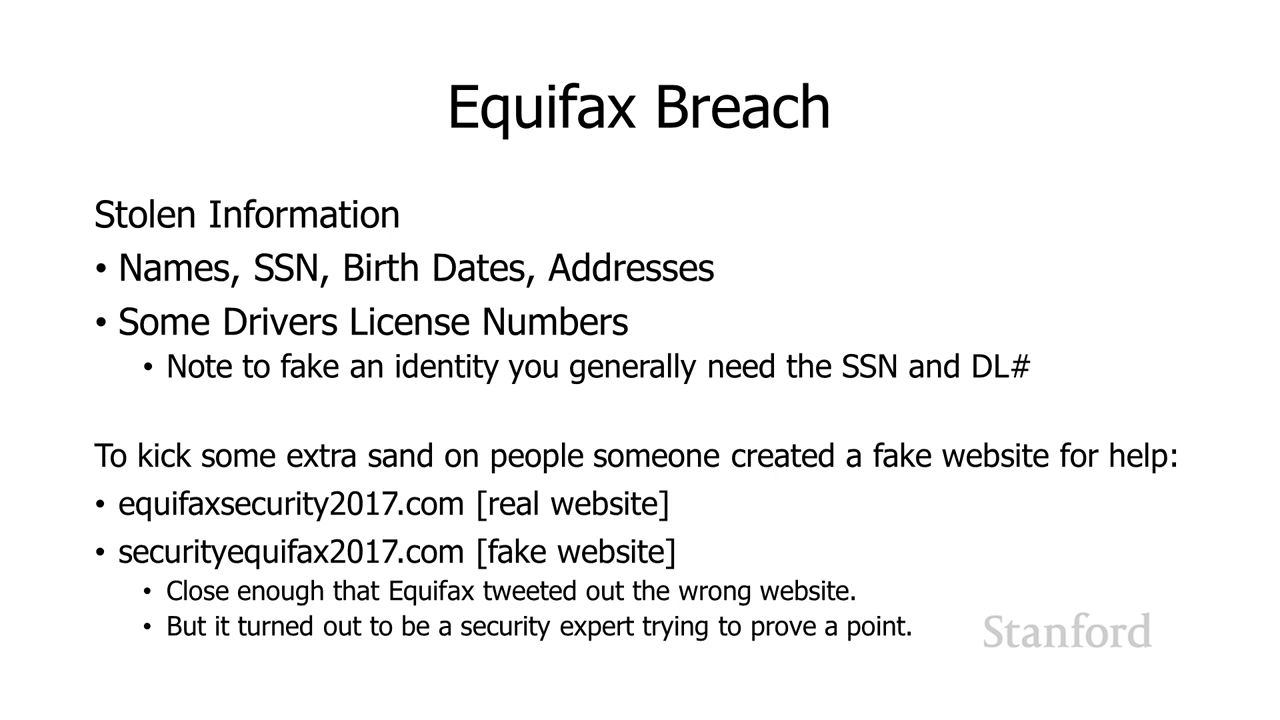 Equifax Breach
Stolen Information
• Names, SSN, Birth Dates, Addresses
• Some Drivers License Numbers
• Note to fake an identity you generally need the SSN and DL#
To kick some extra sand on people someone created a fake website for help:
• equifaxsecurity2017.com [real website]
• securityequifax2017.com [fake website]
• Close enough that Equifax tweeted out the wrong website.
• But it turned out to be a security expert trying to prove a point.
Stanford